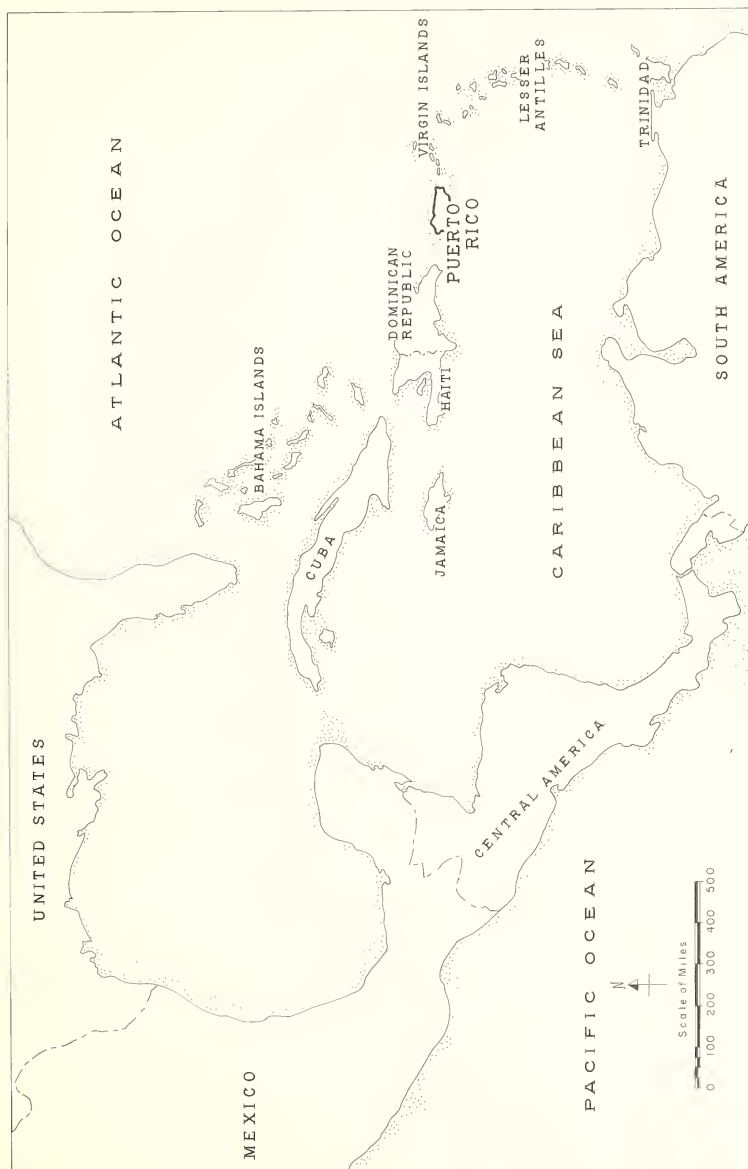 UNITED STATES
ATLANTIC OCEAN
MEXICO
BAHAMA ISLANDS
CUBA
JAMAICA
HAITI
DOMINICAN
REPUBLIC
PUERTO
RICO
VIRGIN ISLANDS
LESSER
ANTILLES
TRINIDAD
CENTRAL AMERICA
CARIBBEAN SEA
SOUTH AMERICA
PACIFIC OCEAN
N
Scale of Miles
0 100 200 300 400 500